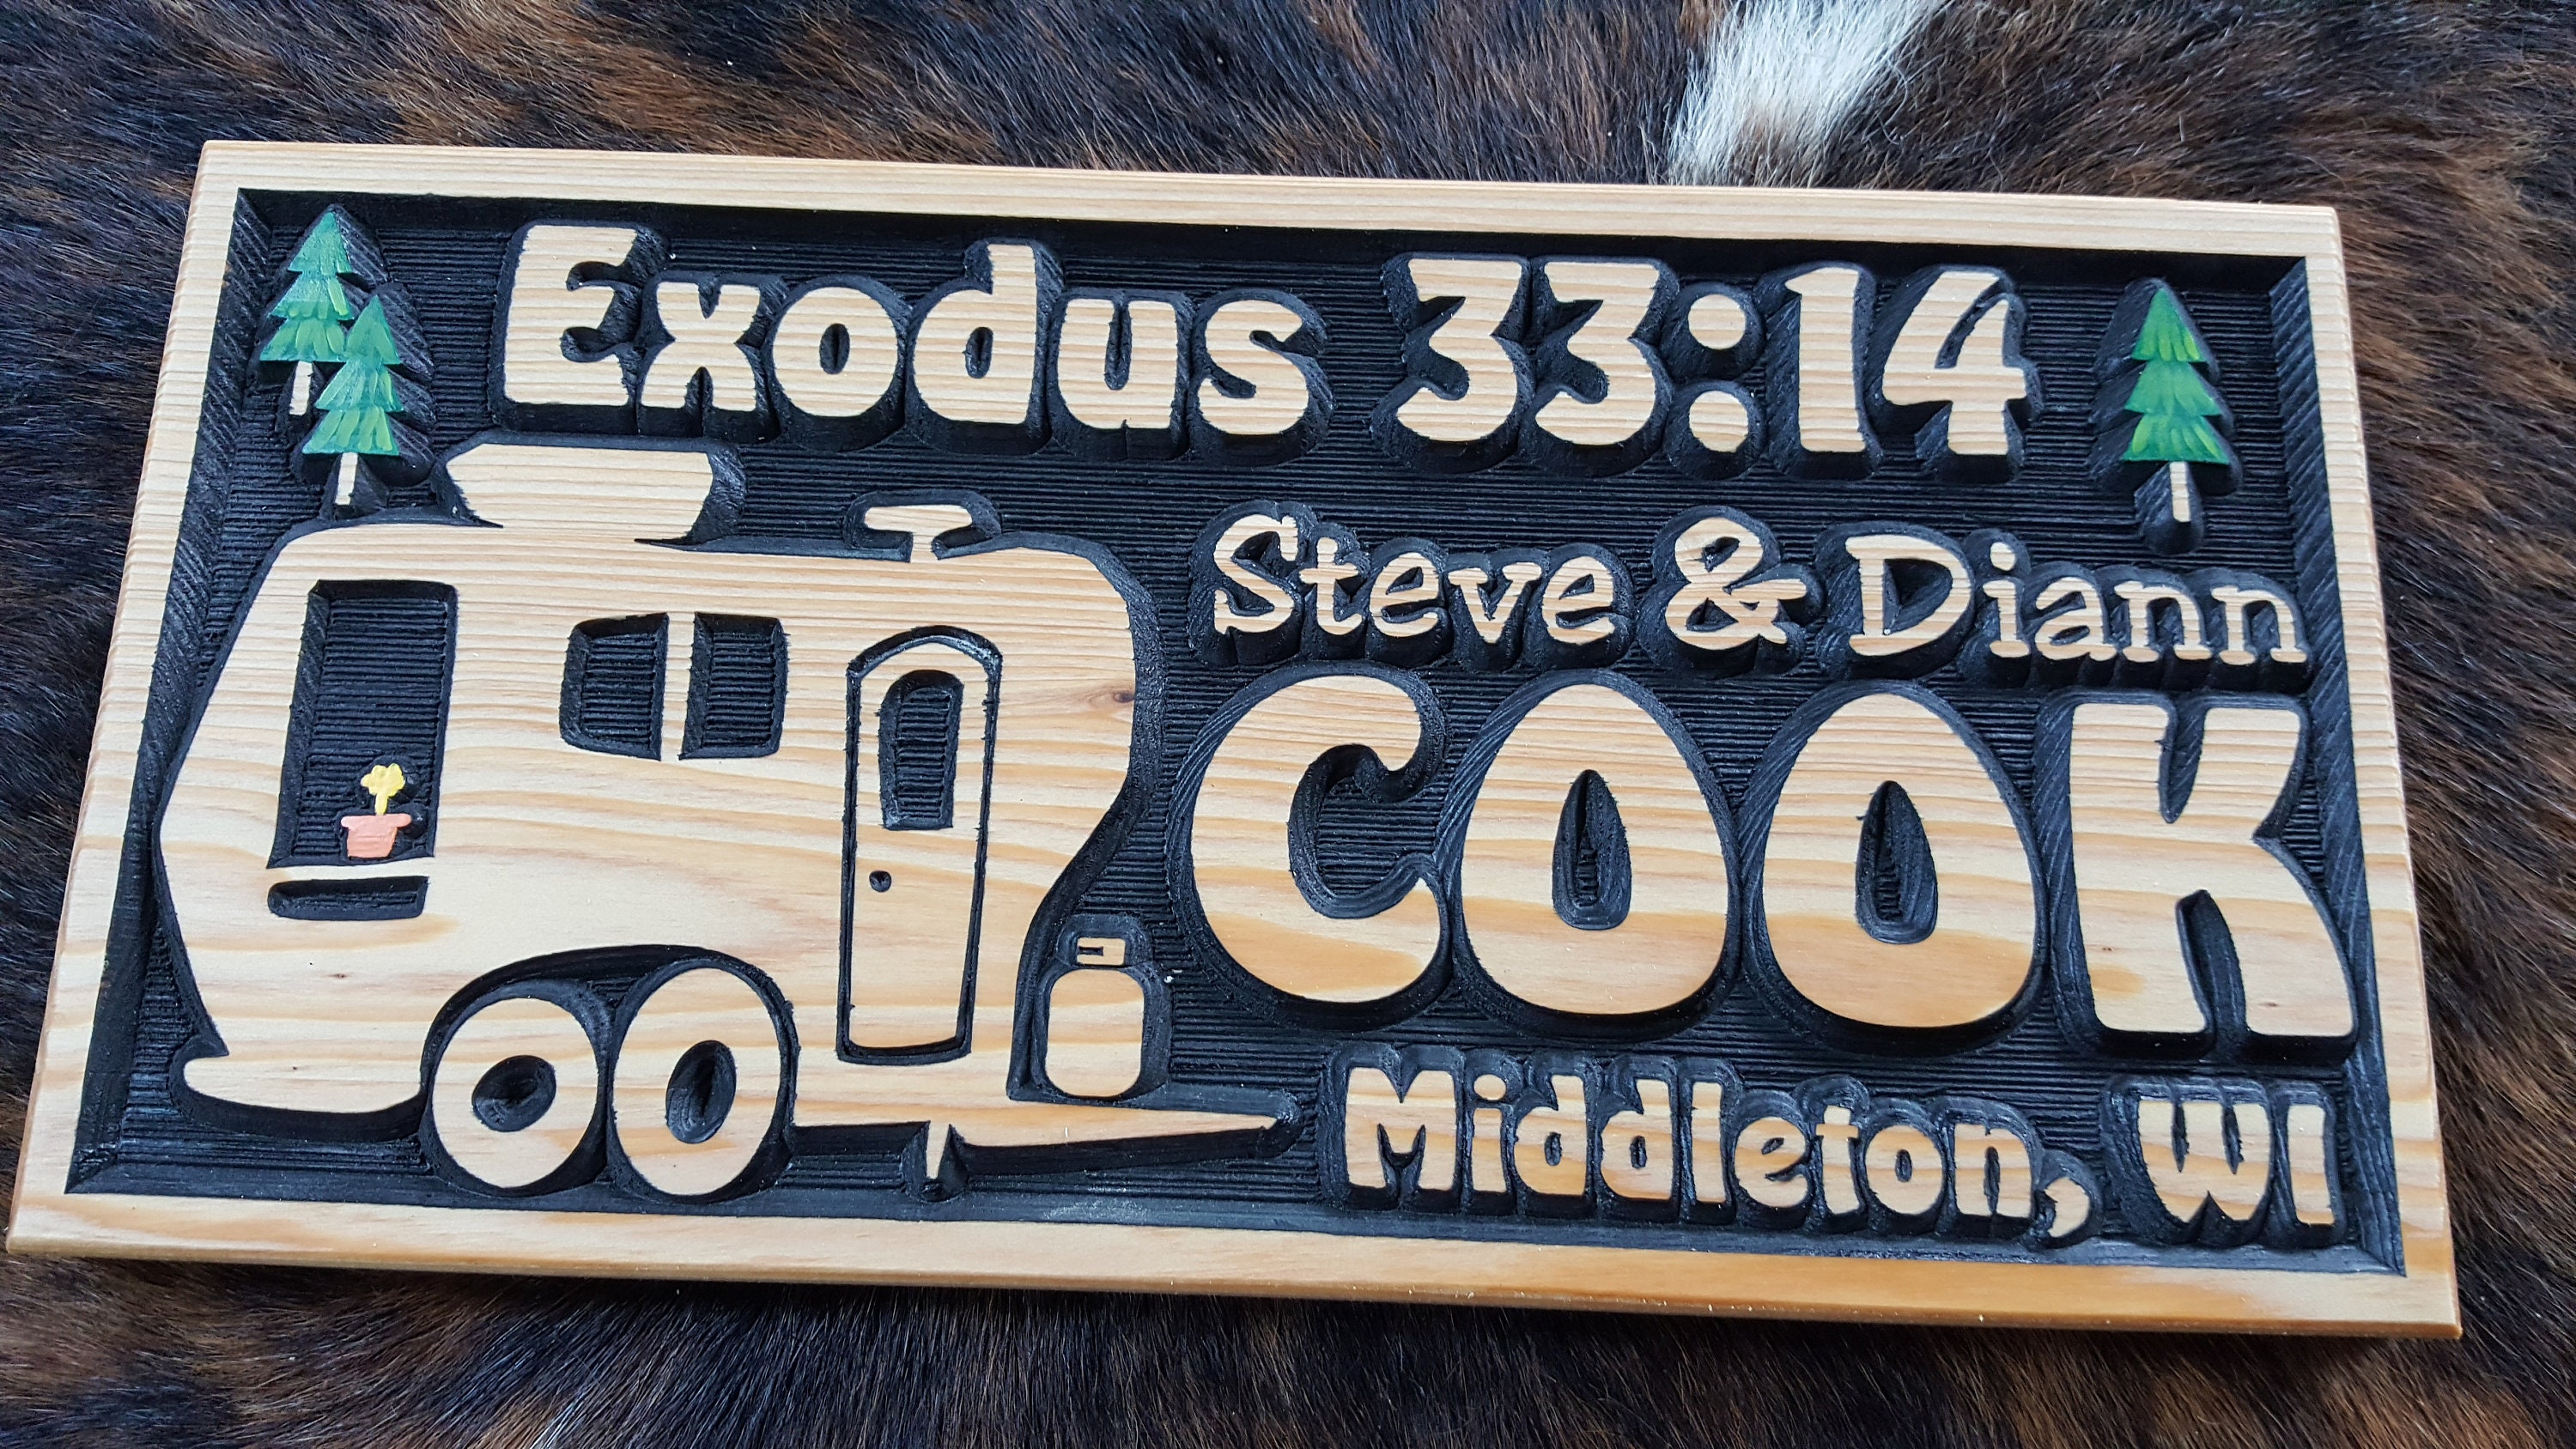 Exodus 33:14
Steve & Diann
COOK
Middleton, WI